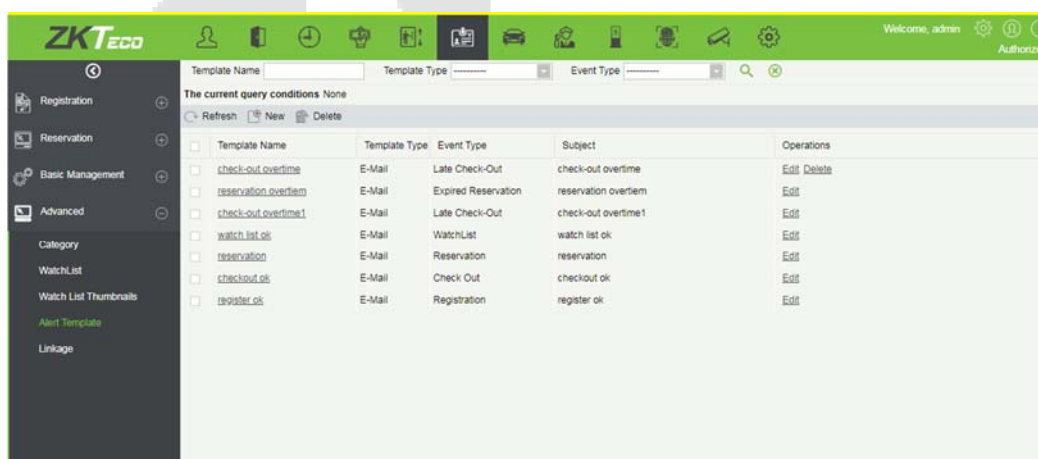 ZKTECO
Welcome, admin
Template Name Template Type ---------- Event Type ----------
The current query conditions None
Refresh New Delete
Registration
Reservation
Basic Management
Advanced
Category
WatchList
Watch List Thumbnails
Alert Template
Linkage
Template Name Template Type Event Type Subject Operations
check-out overtime E-Mail Late Check-Out check-out overtime Edit Delete
reservation overtiem E-Mail Expired Reservation reservation overtiem Edit
check-out overtime1 E-Mail Late Check-Out check-out overtime1 Edit
watch list ok E-Mail WatchList watch list ok Edit
reservation E-Mail Reservation reservation Edit
checkout ok E-Mail Check Out checkout ok Edit
register ok E-Mail Registration register ok Edit